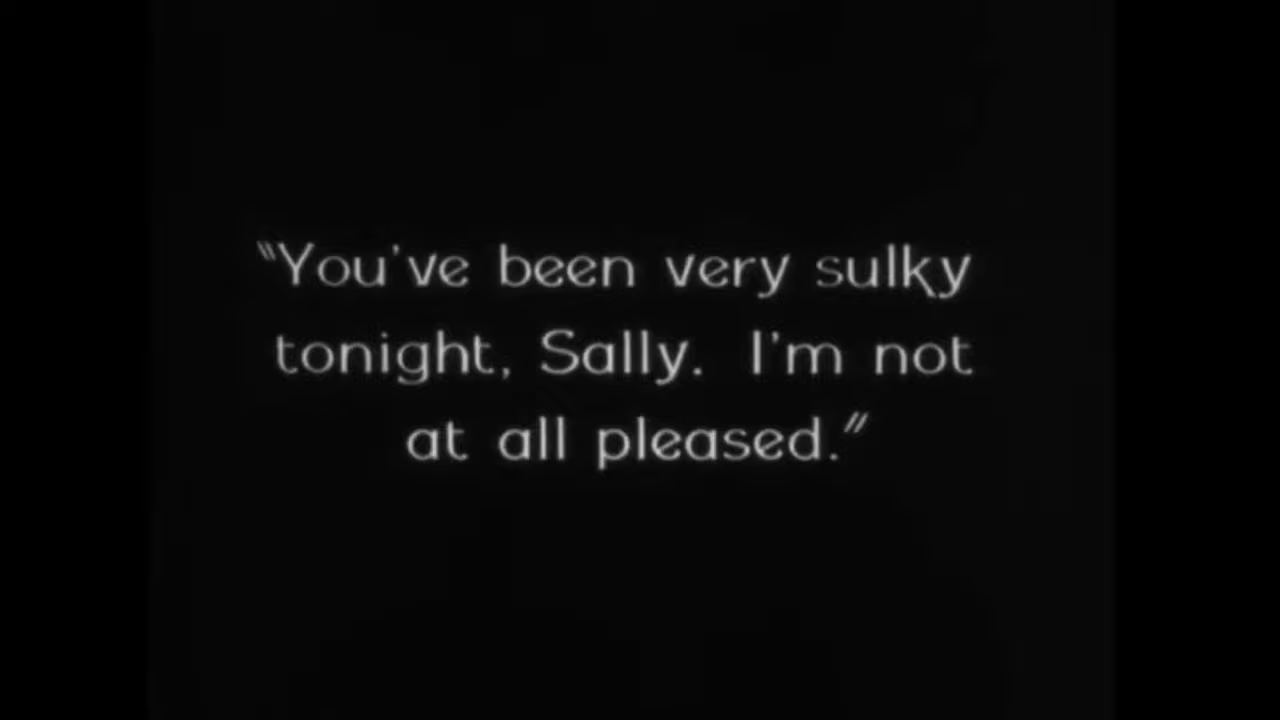 "You've been very sulky
tonight, Sally. I'm not
at all pleased."